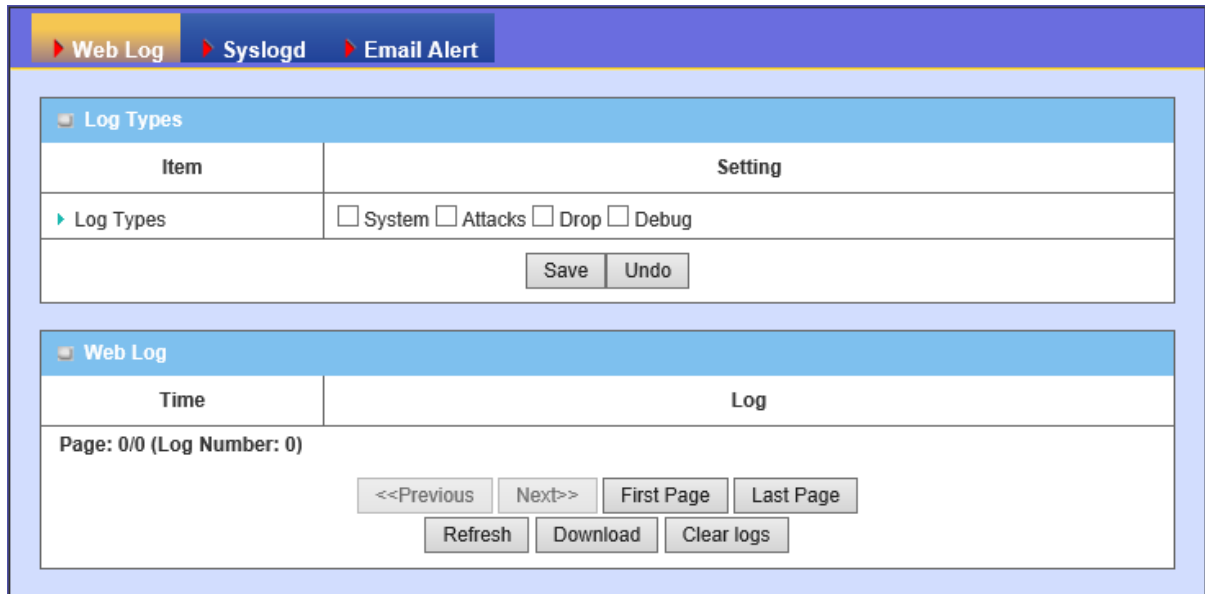 Web Log Syslogd Email Alert
Log Types
Item Setting
Log Types System Attacks Drop Debug
Save Undo
Web Log
Time Log
Page: 0/0 (Log Number: 0)
<<Previous Next>> First Page Last Page
Refresh Download Clear logs